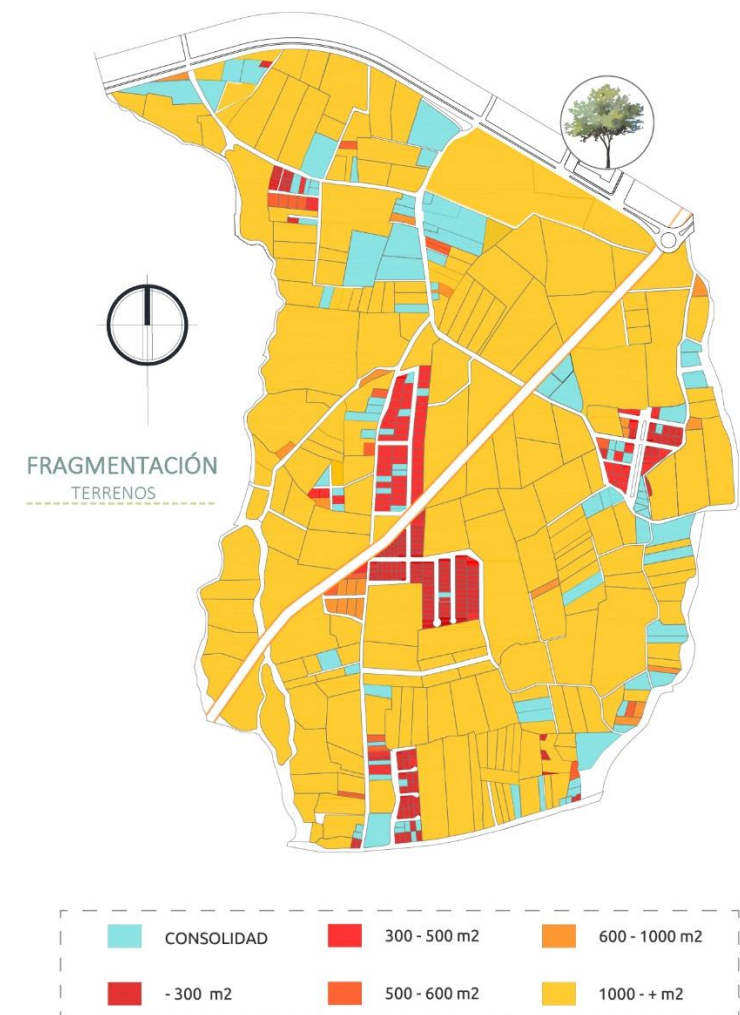 FRAGMENTACIÓN
TERRENOS
CONSOLIDAD
300 - 500 m2
600 - 1000 m2
- 300 m2
500 - 600 m2
1000 - + m2